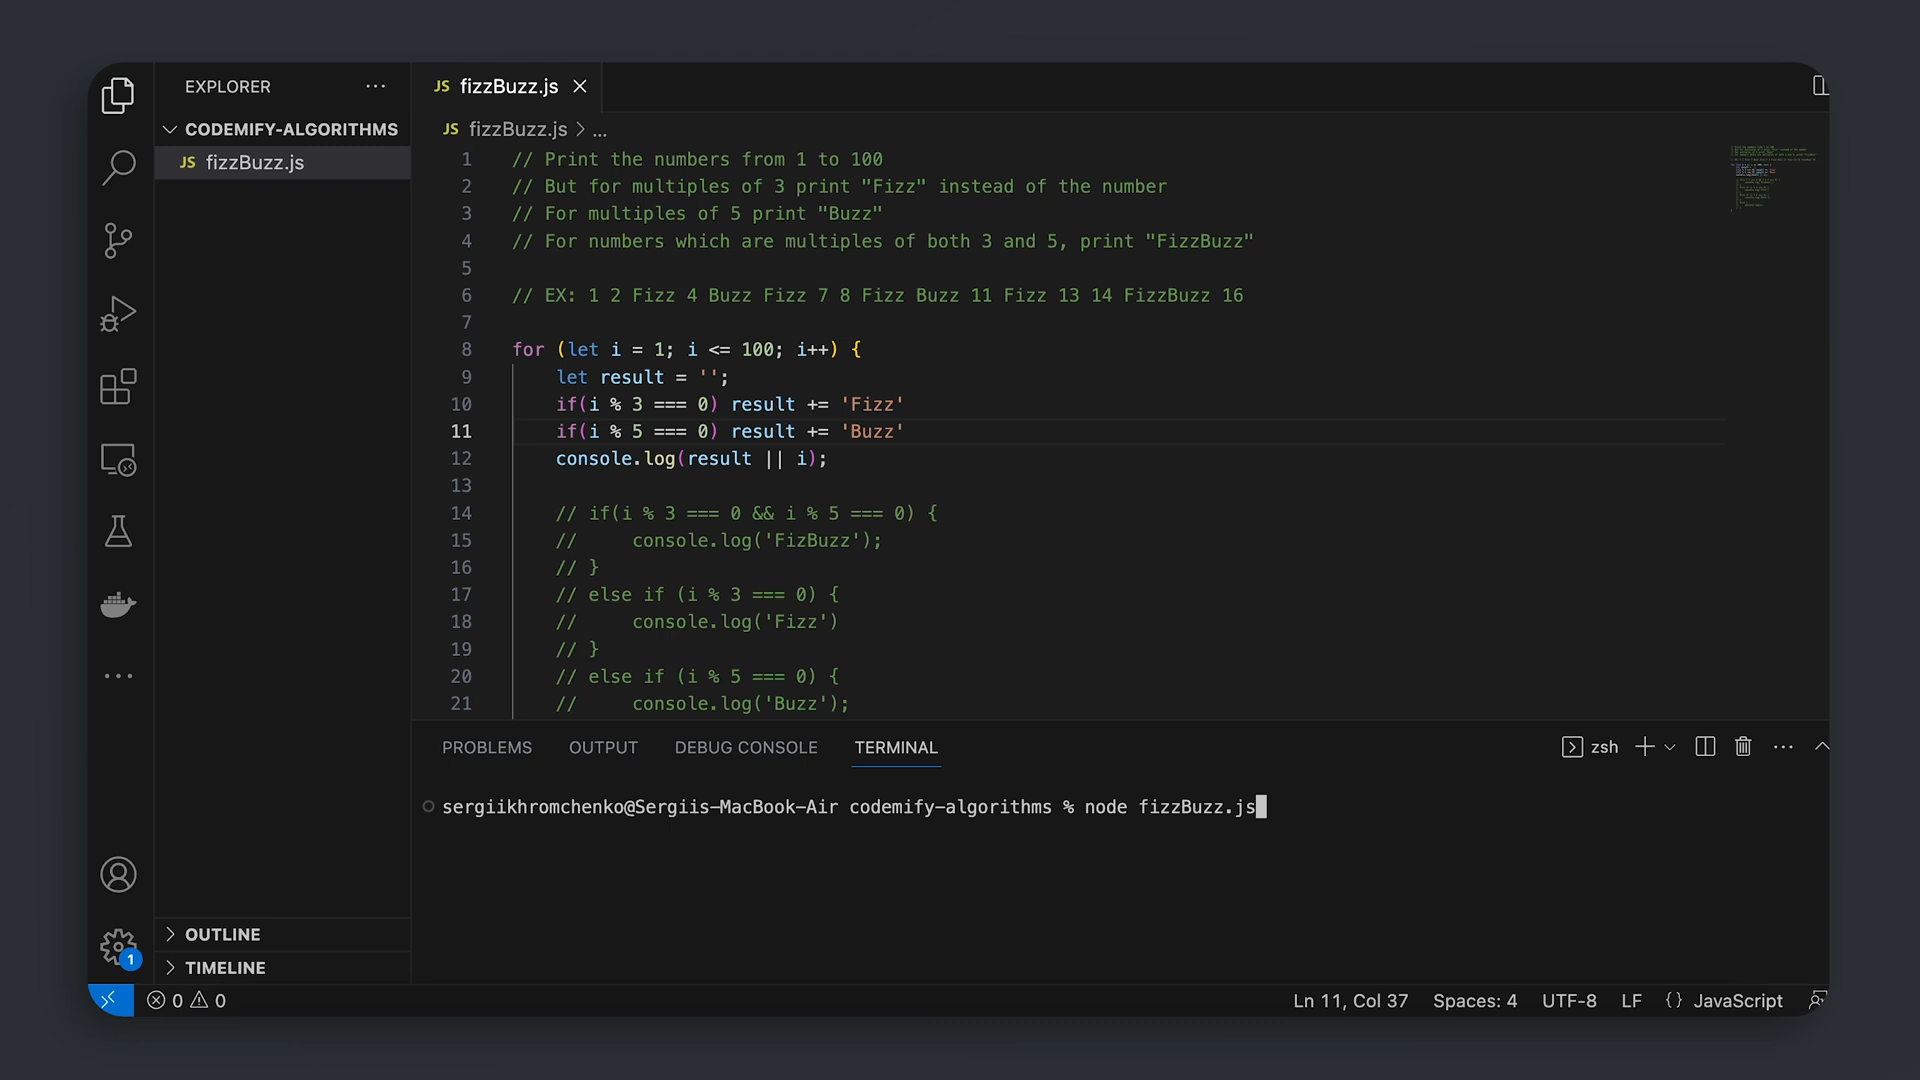 EXPLORER
CODEMIFY-ALGORITHMS
JS fizzBuzz.js
OUTLINE
TIMELINE
JS fizzBuzz.js
JS fizzBuzz.js > ...
1 // Print the numbers from 1 to 100
2 // But for multiples of 3 print "Fizz" instead of the number
3 // For multiples of 5 print "Buzz"
4 // For numbers which are multiples of both 3 and 5, print "FizzBuzz"
5
6 // EX: 1 2 Fizz 4 Buzz Fizz 7 8 Fizz Buzz 11 Fizz 13 14 FizzBuzz 16
7
8 for (let i = 1; i <= 100; i++) {
9 let result = '';
10 if(i % 3 === 0) result += 'Fizz'
11 if(i % 5 === 0) result += 'Buzz'
12 console.log(result || i);
13
14 // if(i % 3 === 0 && i % 5 === 0) {
15 // console.log('FizBuzz');
16 // }
17 // else if (i % 3 === 0) {
18 // console.log('Fizz')
19 // }
20 // else if (i % 5 === 0) {
21 // console.log('Buzz');
PROBLEMS OUTPUT DEBUG CONSOLE TERMINAL
zsh
sergiikhromchenko@Sergiis-MacBook-Air codemify-algorithms % node fizzBuzz.js
1
0 0
Ln 11, Col 37 Spaces: 4 UTF-8 LF {} JavaScript